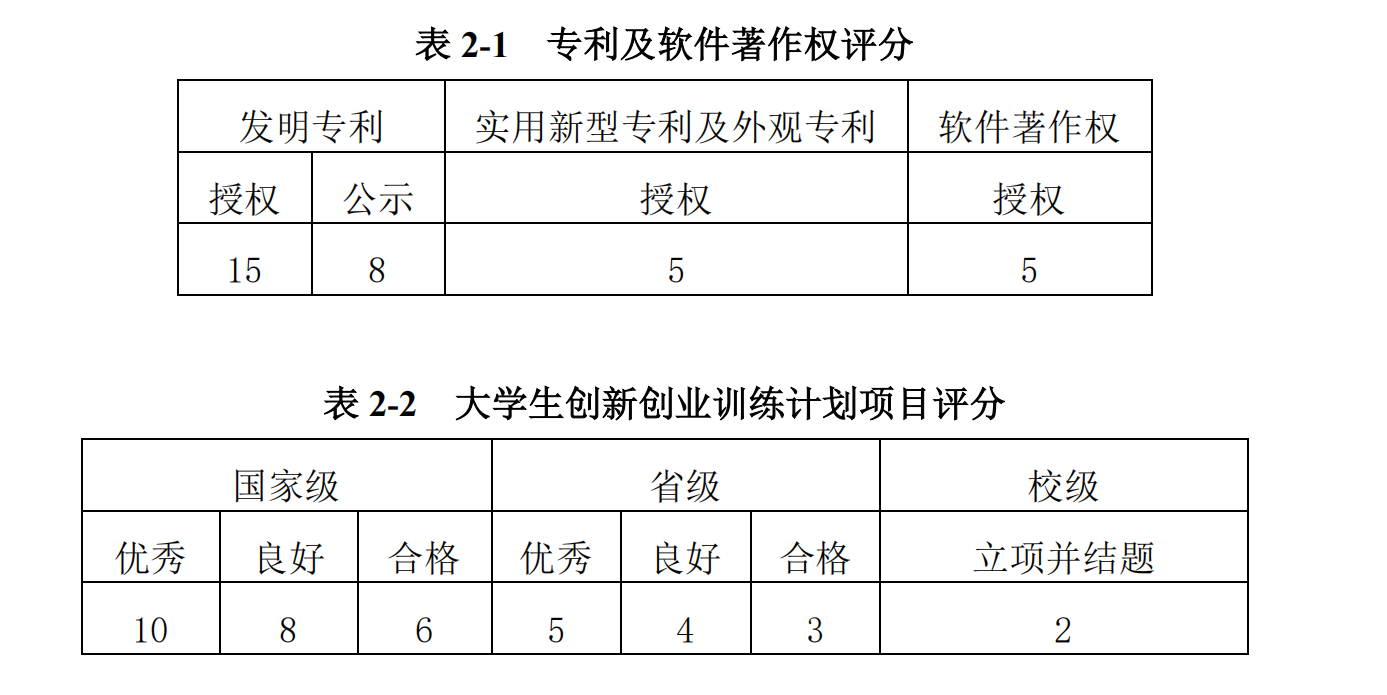 表 2-1 专利及软件著作权评分
发明专利 实用新型专利及外观专利 软件著作权
授权 公示 授权 授权
15 8 5 5
表 2-2 大学生创新创业训练计划项目评分
国家级 省级 校级
优秀 良好 合格 优秀 良好 合格 立项并结题
10 8 6 5 4 3 2